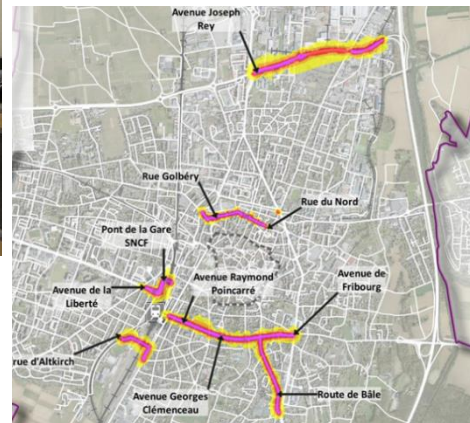 Avenue Joseph
Rey
Rue Golbéry
Rue du Nord
Pont de la Gare
SNCF
Avenue Raymond
Poincarré
Avenue de
Fribourg
Avenue de la
Liberté
rue d'Altkirch
Avenue Georges
Clémenceau
Route de Bâle